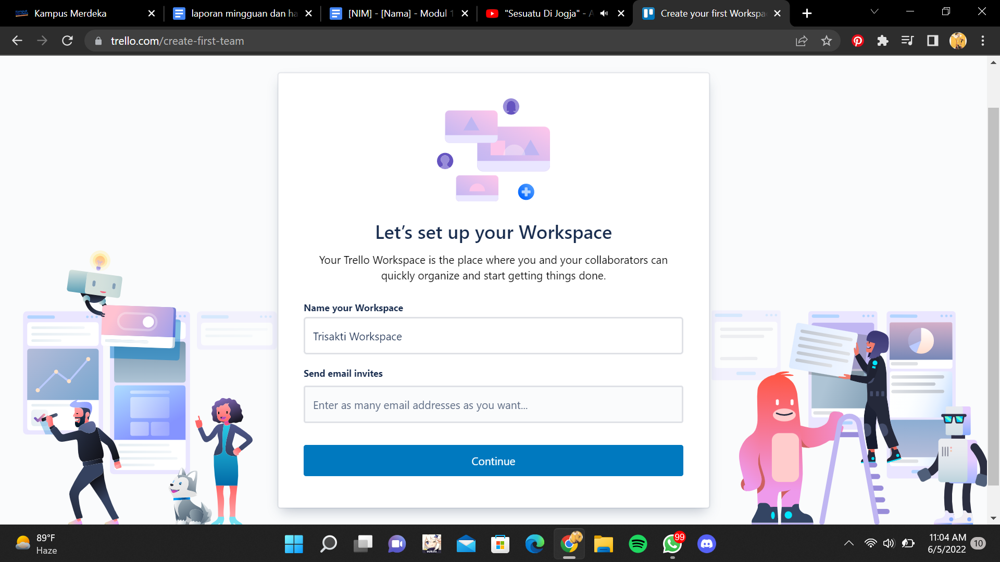 Kampus Merdeka
laporan mingguan dan ha
[NIM] - [Nama] - Modul 1
"Sesuatu Di Jogja" - A
Create your first Workspa
trello.com/create-first-team
Let's set up your Workspace
Your Trello Workspace is the place where you and your collaborators can
quickly organize and start getting things done.
Name your Workspace
Trisakti Workspace
Send email invites
Enter as many email addresses as you want...
Continue
89°F
Haze
99
11:04 AM
6/5/2022
10